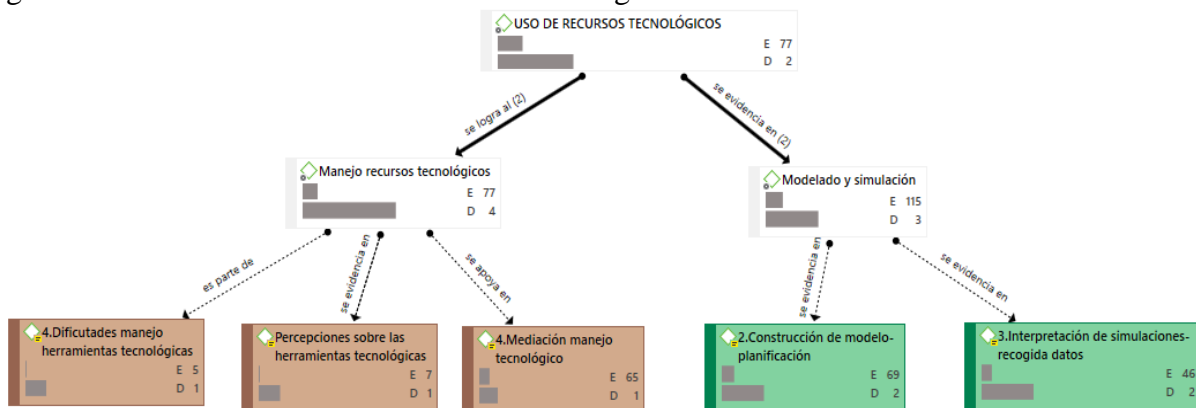 USO DE RECURSOS TECNOLÓGICOS
E 77
D 2
se logra al (2)
se evidencia en (2)
Manejo recursos tecnológicos
E 77
D 4
Modelado y simulación
E 115
D 3
es parte de
se evidencia en
se apoya en
se evidencia en
se evidencia en
4.Dificutades manejo
herramientas tecnológicas
E 5
D 1
Percepciones sobre las
herramientas tecnológicas
E 7
D 1
4.Mediación manejo
tecnológico
E 65
D 1
2.Construcción de modelo-
planificación
E 69
D 2
3.Interpretación de simulaciones-
recogida datos
E 46
D 2